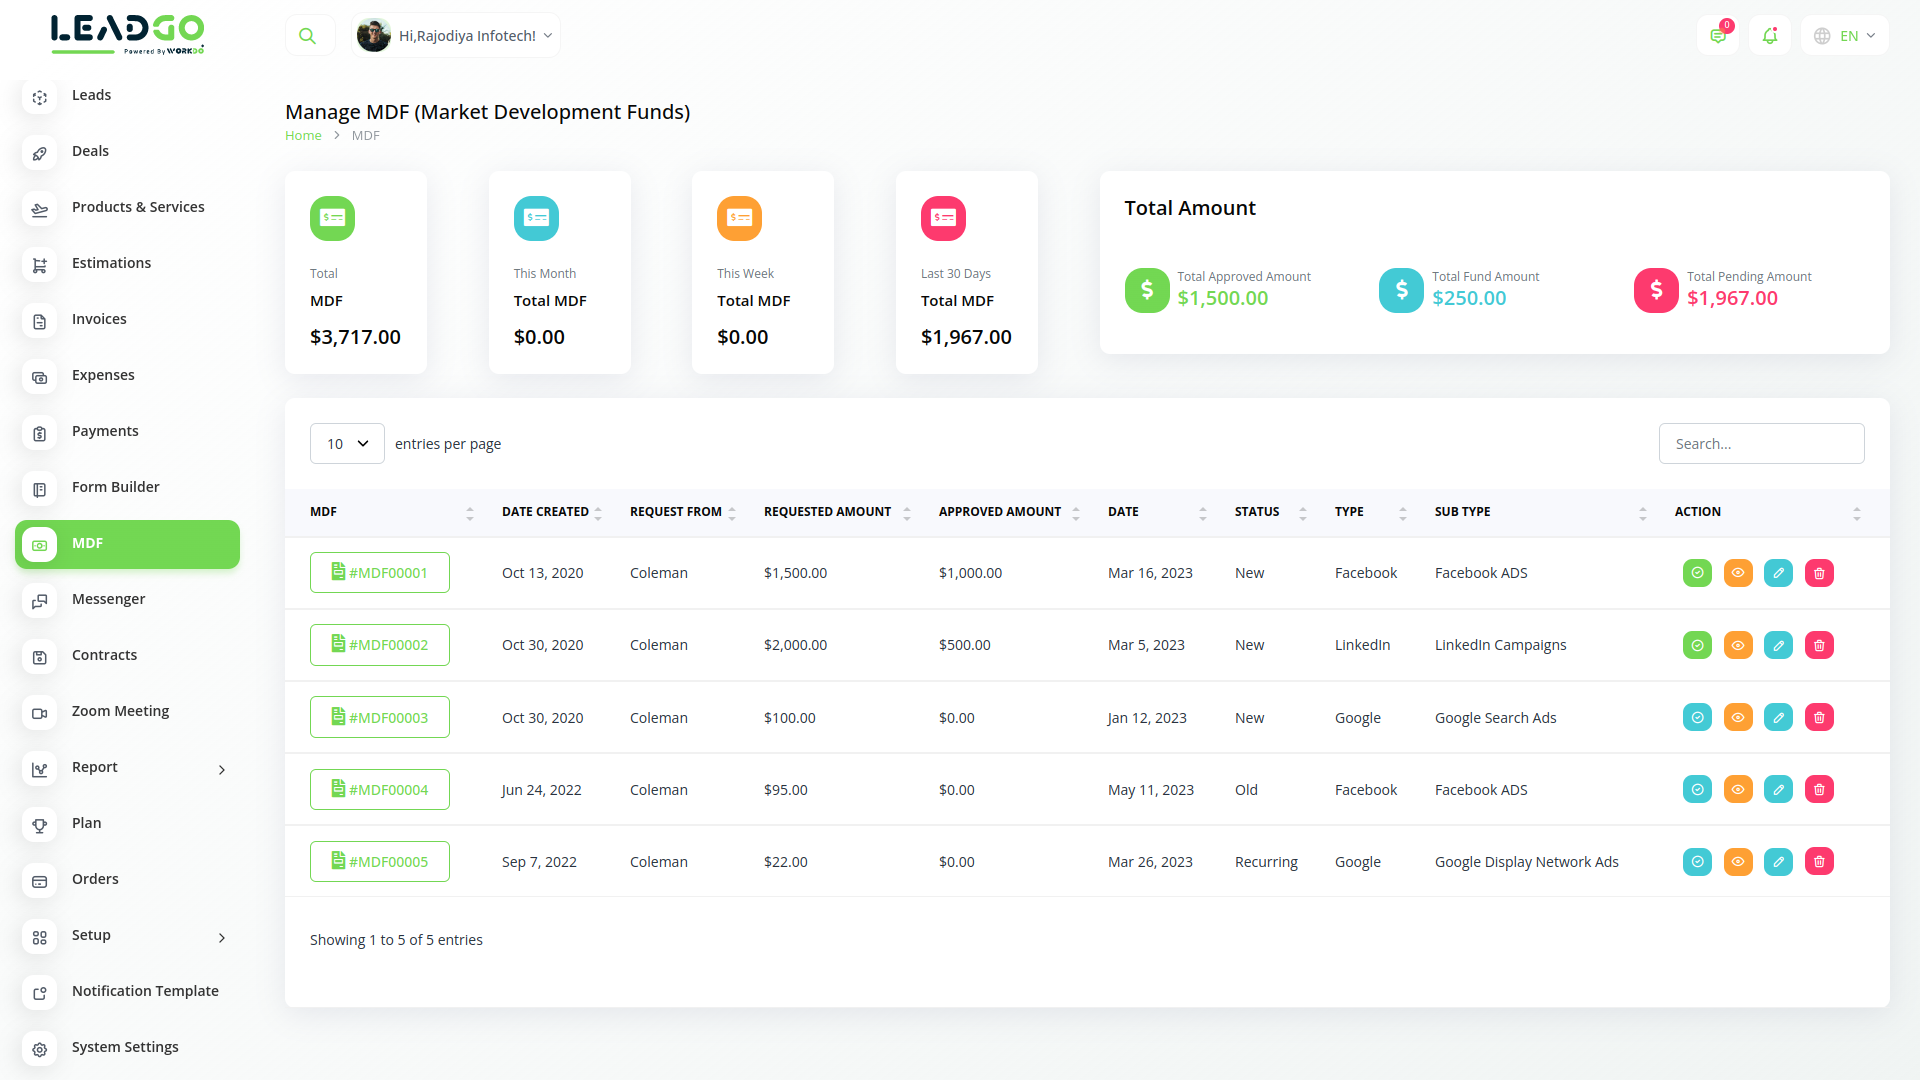 LEADGO
Powered By WORKDO
Hi,Rajodiya Infotech!
0
EN
Leads
Deals
Products & Services
Estimations
Invoices
Expenses
Payments
Form Builder
MDF
Messenger
Contracts
Zoom Meeting
Report
Plan
Orders
Setup
Notification Template
System Settings
Manage MDF (Market Development Funds)
Home > MDF
Total
MDF
$3,717.00
This Month
Total MDF
$0.00
This Week
Total MDF
$0.00
Last 30 Days
Total MDF
$1,967.00
Total Amount
Total Approved Amount
$1,500.00
Total Fund Amount
$250.00
Total Pending Amount
$1,967.00
10 entries per page
Search...
MDF DATE CREATED REQUEST FROM REQUESTED AMOUNT APPROVED AMOUNT DATE STATUS TYPE SUB TYPE ACTION
#MDF00001 Oct 13, 2020 Coleman $1,500.00 $1,000.00 Mar 16, 2023 New Facebook Facebook ADS
#MDF00002 Oct 30, 2020 Coleman $2,000.00 $500.00 Mar 5, 2023 New LinkedIn LinkedIn Campaigns
#MDF00003 Oct 30, 2020 Coleman $100.00 $0.00 Jan 12, 2023 New Google Google Search Ads
#MDF00004 Jun 24, 2022 Coleman $95.00 $0.00 May 11, 2023 Old Facebook Facebook ADS
#MDF00005 Sep 7, 2022 Coleman $22.00 $0.00 Mar 26, 2023 Recurring Google Google Display Network Ads
Showing 1 to 5 of 5 entries